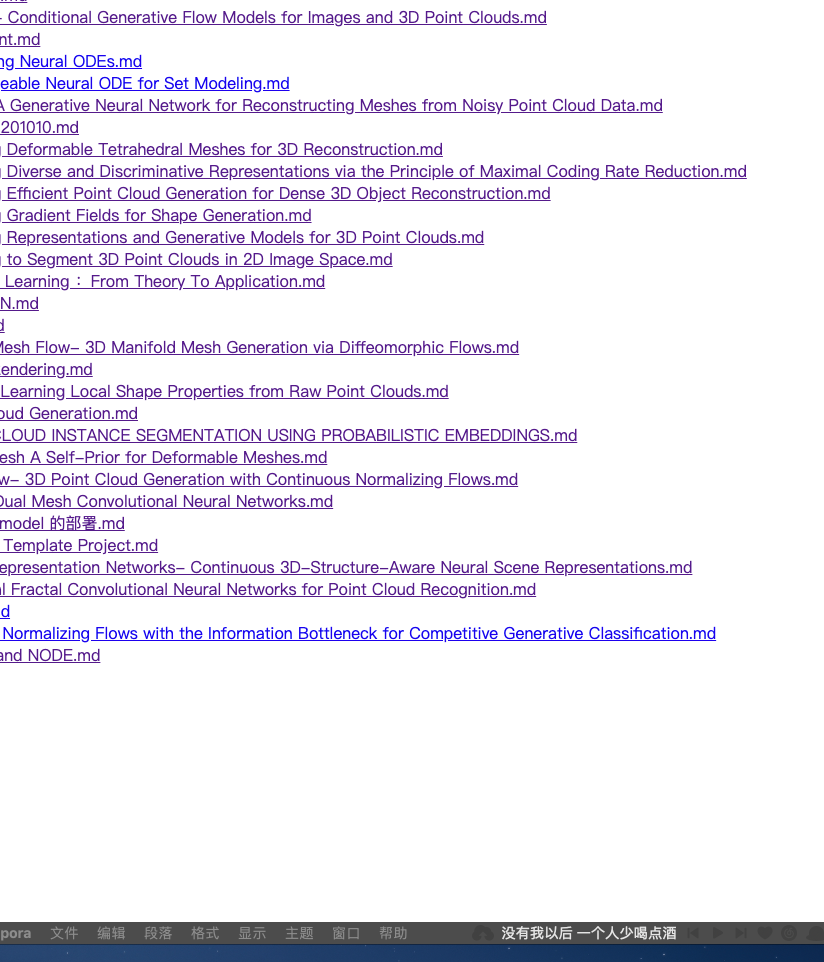 - Conditional Generative Flow Models for Images and 3D Point Clouds.md
nt.md
ng Neural ODEs.md
eable Neural ODE for Set Modeling.md
A Generative Neural Network for Reconstructing Meshes from Noisy Point Cloud Data.md
201010.md
g Deformable Tetrahedral Meshes for 3D Reconstruction.md
g Diverse and Discriminative Representations via the Principle of Maximal Coding Rate Reduction.md
g Efficient Point Cloud Generation for Dense 3D Object Reconstruction.md
g Gradient Fields for Shape Generation.md
g Representations and Generative Models for 3D Point Clouds.md
g to Segment 3D Point Clouds in 2D Image Space.md
Learning：From Theory To Application.md
N.md
d
Mesh Flow- 3D Manifold Mesh Generation via Diffeomorphic Flows.md
endering.md
Learning Local Shape Properties from Raw Point Clouds.md
oud Generation.md
CLOUD INSTANCE SEGMENTATION USING PROBABILISTIC EMBEDDINGS.md
esh A Self-Prior for Deformable Meshes.md
w- 3D Point Cloud Generation with Continuous Normalizing Flows.md
Dual Mesh Convolutional Neural Networks.md
model 的部署.md
Template Project.md
epresentation Networks- Continuous 3D-Structure-Aware Neural Scene Representations.md
al Fractal Convolutional Neural Networks for Point Cloud Recognition.md
d
Normalizing Flows with the Information Bottleneck for Competitive Generative Classification.md
and NODE.md
pora 文件 编辑 段落 格式 显示 主题 窗口 帮助 没有我以后 一个人少喝点酒